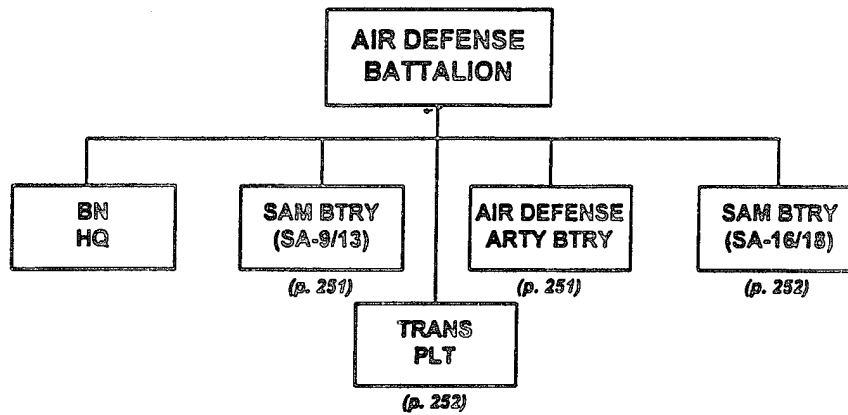 AIR DEFENSE
BATTALION
BN
HQ
SAM BTRY
(SA-9/13)
(p. 251)
AIR DEFENSE
ARTY BTRY
(p. 251)
SAM BTRY
(SA-16/18)
(p. 252)
TRANS
PLT
(p. 252)